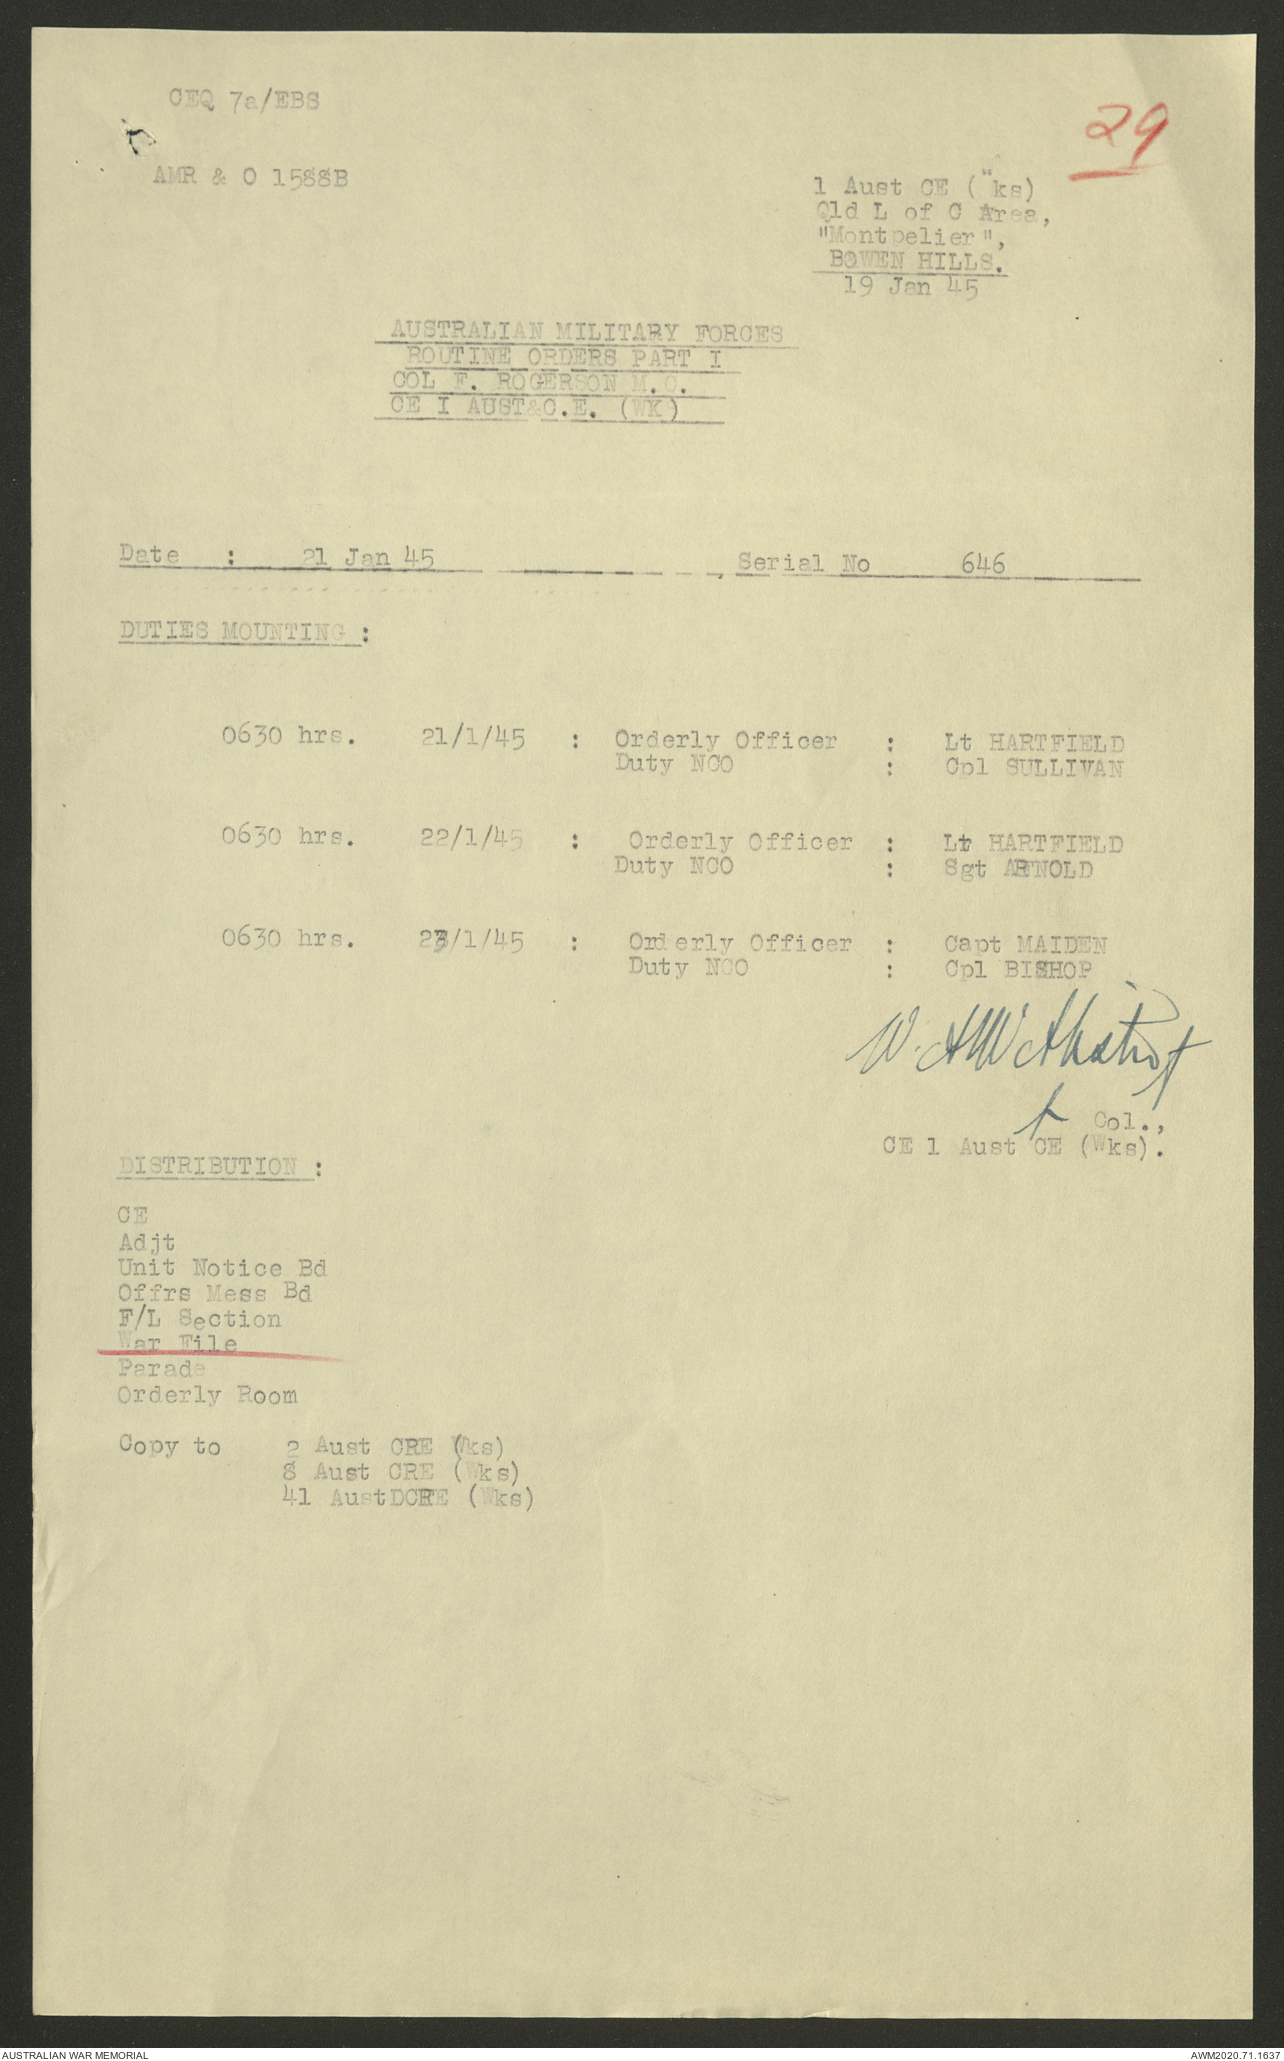 CEQ 7a/EBS
29
AMR & O 1588B
1 Aust CE (Wks)
Qld L of C Area,
"Montpelier",
BOWEN HILLS.
19 Jan 45
AUSTRALIAN MILITARY FORCES
ROUTINE ORDERS PART I
COL F. ROGERSON M.C.
CE I AUST&C.E. (WK)
Date : 21 Jan 45 Serial No 646
DUTIES MOUNTING :
0630 hrs. 21/1/45 : Orderly Officer : Lt HARTFIELD
Duty NCO : Cpl SULLIVAN
0630 hrs. 22/1/45 : Orderly Officer : Lt HARTFIELD
Duty NCO : Sgt ARNOLD
0630 hrs. 23/1/45 : Orderly Officer : Capt MAIDEN
Duty NCO : Cpl BISHOP
Col.,
CE 1 Aust CE (Wks).
DISTRIBUTION :
CE
Adjt
Unit Notice Bd
Offrs Mess Bd
F/L Section
War File
Parade
Orderly Room
Copy to 2 Aust CRE (Wks)
8 Aust CRE (Wks)
41 AustDCRE (Wks)
AUSTRALIAN WAR MEMORIAL
AWM2020.71.1637